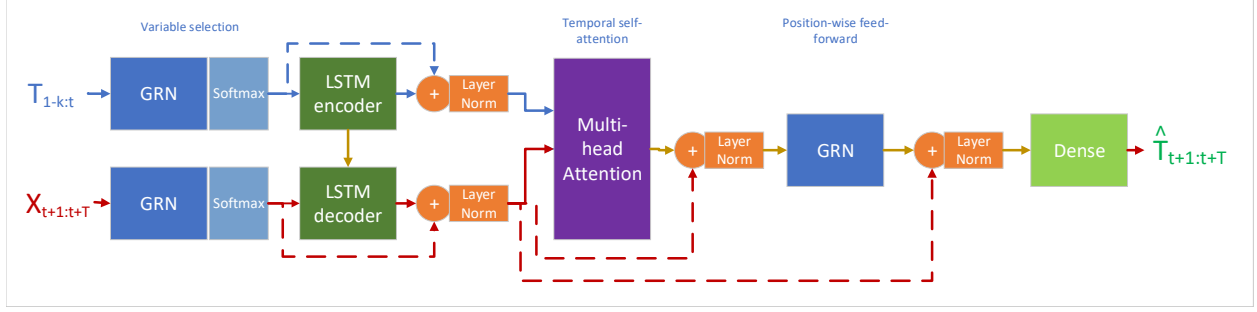 Variable selection
Temporal self-
attention
Position-wise feed-
forward
T1-k:t
GRN
Softmax
LSTM
encoder
+
Layer
Norm
Multi-
head
Attention
+
Layer
Norm
GRN
+
Layer
Norm
Dense
^
Tt+1:t+T
Xt+1:t+T
GRN
Softmax
LSTM
decoder
+
Layer
Norm